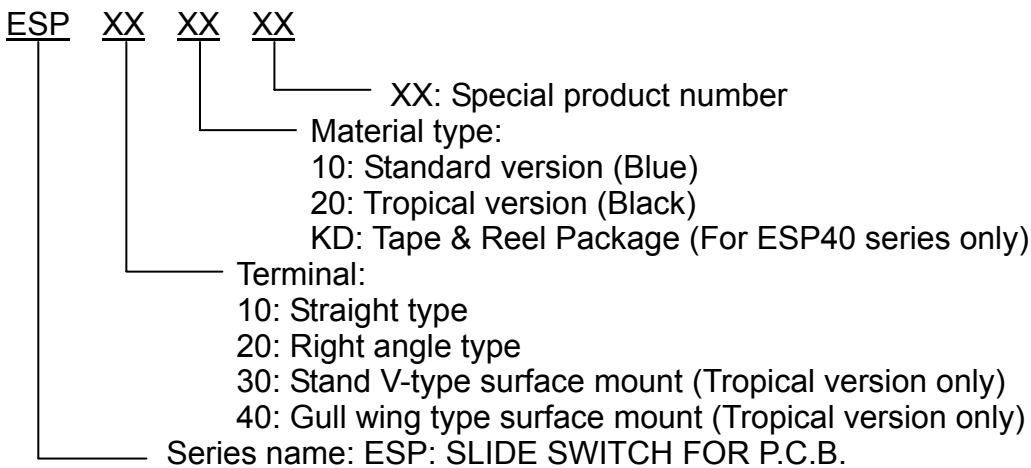 ESP XX XX XX
XX: Special product number
Material type:
10: Standard version (Blue)
20: Tropical version (Black)
KD: Tape & Reel Package (For ESP40 series only)
Terminal:
10: Straight type
20: Right angle type
30: Stand V-type surface mount (Tropical version only)
40: Gull wing type surface mount (Tropical version only)
Series name: ESP: SLIDE SWITCH FOR P.C.B.